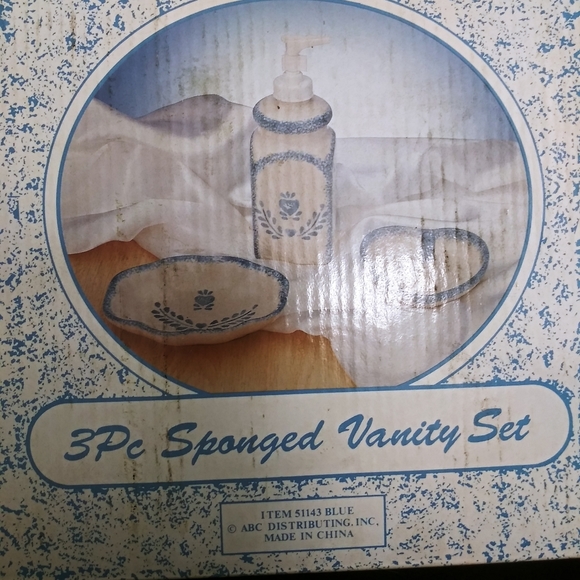 3Pc Sponged Vanity Set
ITEM 51143 BLUE
© ABC DISTRIBUTING, INC.
MADE IN CHINA